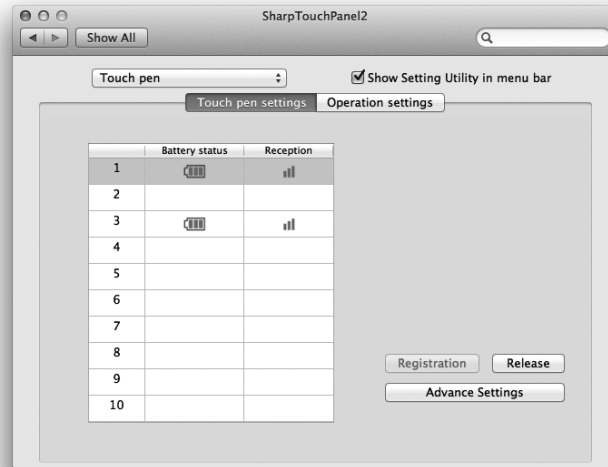 SharpTouchPanel2
Show All
Touch pen
Show Setting Utility in menu bar
Touch pen settings Operation settings
Battery status Reception
1
2
3
4
5
6
7
8
9
10
Registration Release
Advance Settings